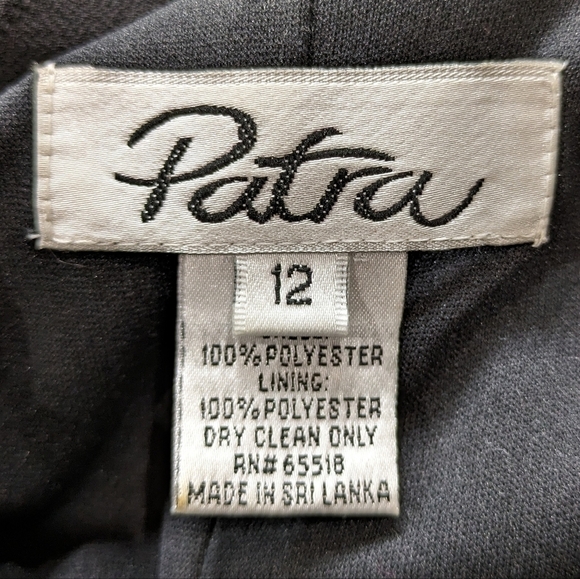 Patra
12
100% POLYESTER
LINING:
100% POLYESTER
DRY CLEAN ONLY
RN# 65518
MADE IN SRI LANKA